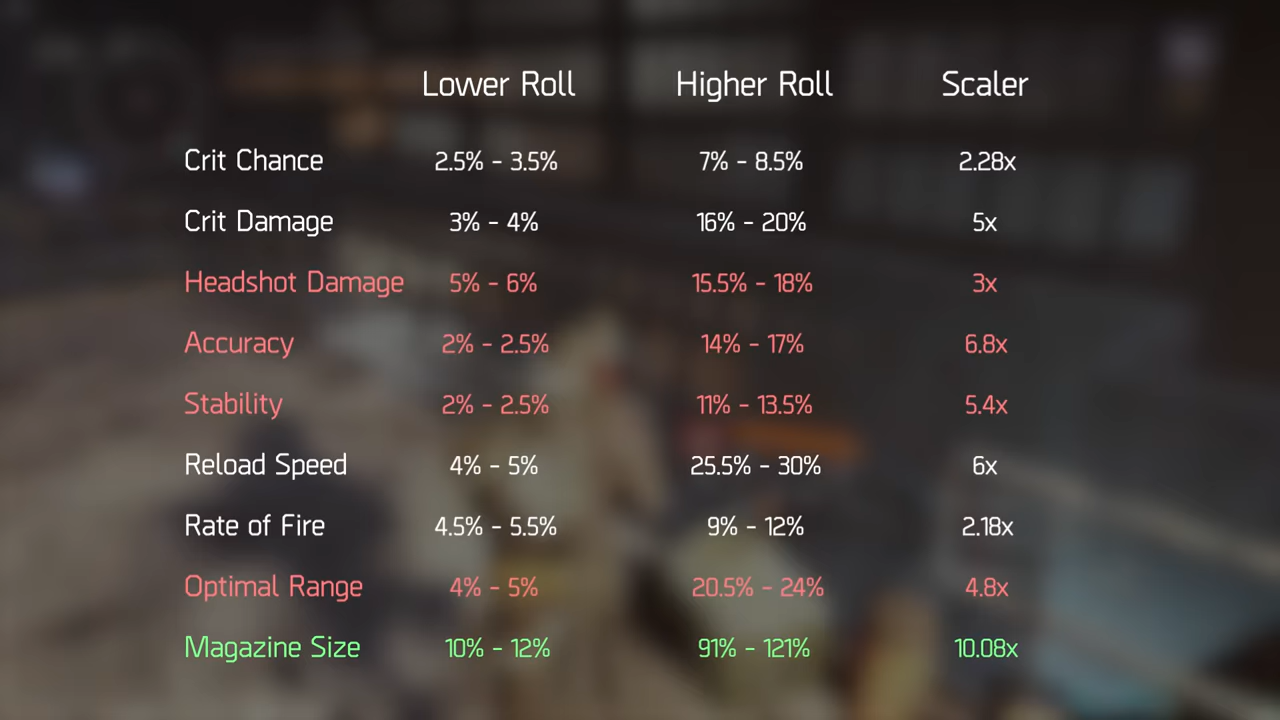 Lower Roll Higher Roll Scaler
Crit Chance 2.5% - 3.5% 7% - 8.5% 2.28x
Crit Damage 3% - 4% 16% - 20% 5x
Headshot Damage 5% - 6% 15.5% - 18% 3x
Accuracy 2% - 2.5% 14% - 17% 6.8x
Stability 2% - 2.5% 11% - 13.5% 5.4x
Reload Speed 4% - 5% 25.5% - 30% 6x
Rate of Fire 4.5% - 5.5% 9% - 12% 2.18x
Optimal Range 4% - 5% 20.5% - 24% 4.8x
Magazine Size 10% - 12% 91% - 121% 10.08x